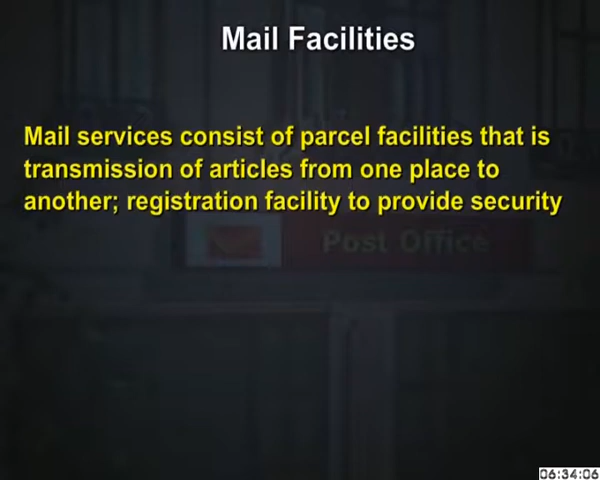 Mail Facilities
Mail services consist of parcel facilities that is
transmission of articles from one place to
another; registration facility to provide security
Post Office
06:34:06